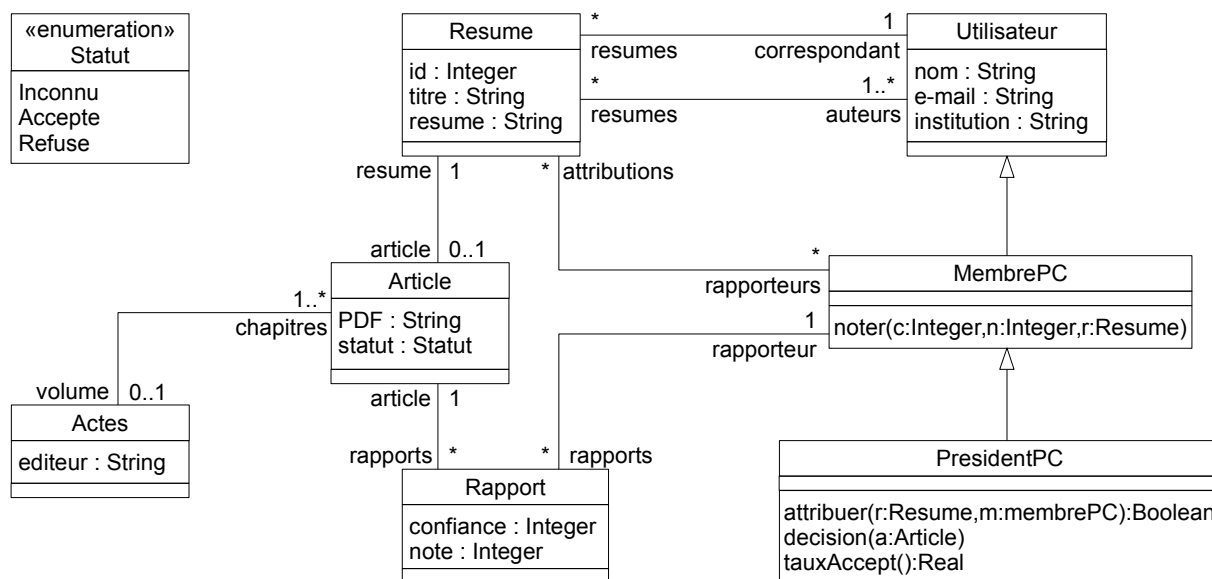 «enumeration»
Statut
Inconnu
Accepte
Refuse
Resume
id : Integer
titre : String
resume : String
* 1
resumes correspondant
* 1..*
resumes auteurs
Utilisateur
nom : String
e-mail : String
institution : String
resume 1
* attributions
article 0..1
*
rapporteurs
Article
PDF : String
statut : Statut
MembrePC
noter(c:Integer,n:Integer,r:Resume)
1..*
chapitres
1
rapporteur
volume 0..1
article 1
Actes
editeur : String
rapports *
* rapports
Rapport
confiance : Integer
note : Integer
PresidentPC
attribuer(r:Resume,m:membrePC):Boolean
decision(a:Article)
tauxAccept():Real